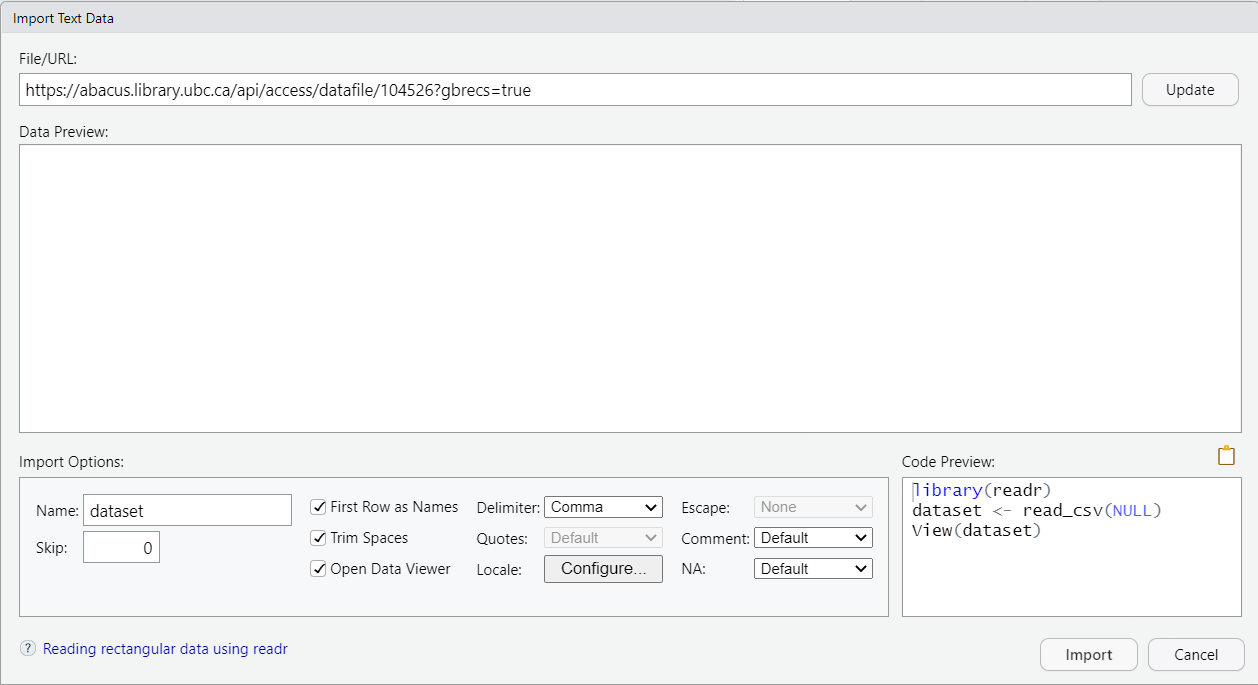 Import Text Data
File/URL:
https://abacus.library.ubc.ca/api/access/datafile/104526?gbrecs=true
Update
Data Preview:
Import Options:
Name: dataset
Skip: 0
First Row as Names
Trim Spaces
Open Data Viewer
Delimiter: Comma
Quotes: Default
Locale: Configure...
Escape: None
Comment: Default
NA: Default
Code Preview:
library(readr)
dataset <- read_csv(NULL)
View(dataset)
? Reading rectangular data using readr
Import
Cancel